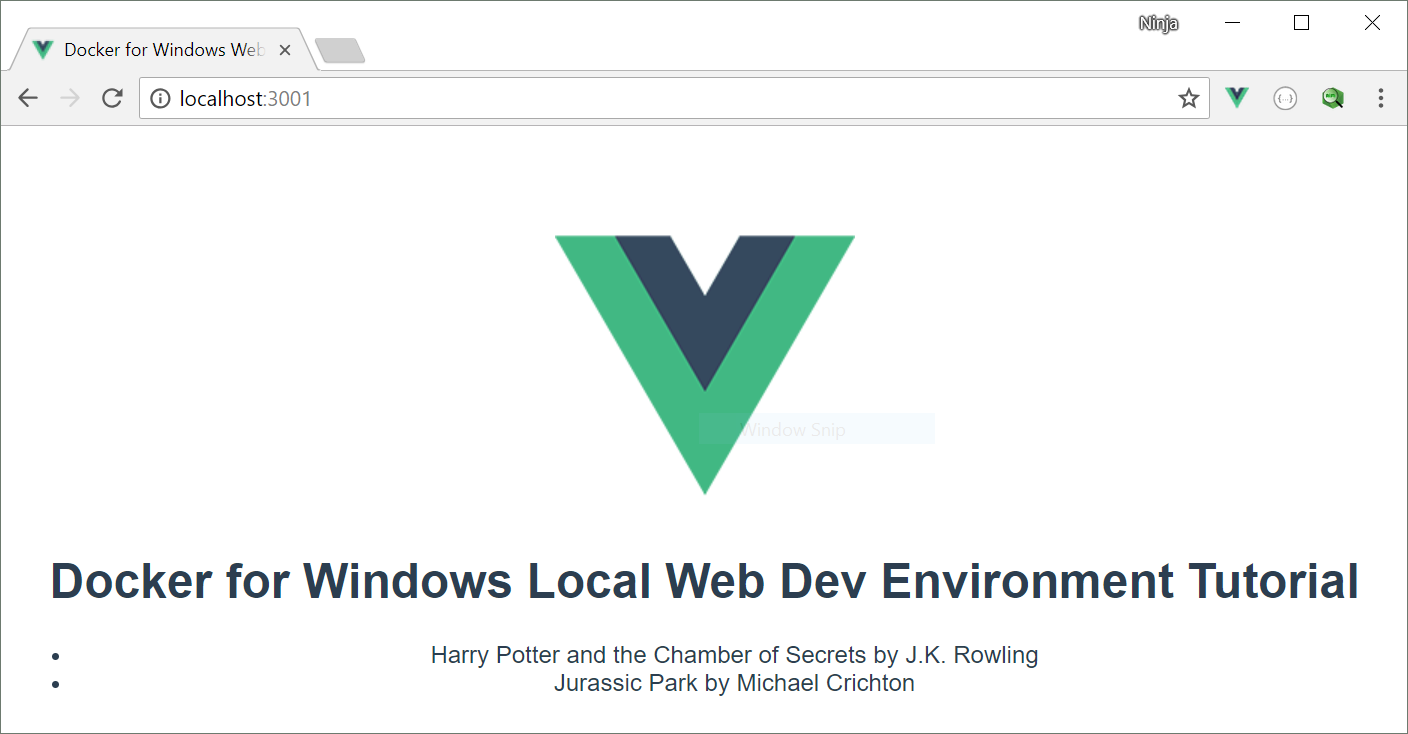 Ninja
Docker for Windows Web
localhost:3001
Window Snip
Docker for Windows Local Web Dev Environment Tutorial
• Harry Potter and the Chamber of Secrets by J.K. Rowling
• Jurassic Park by Michael Crichton